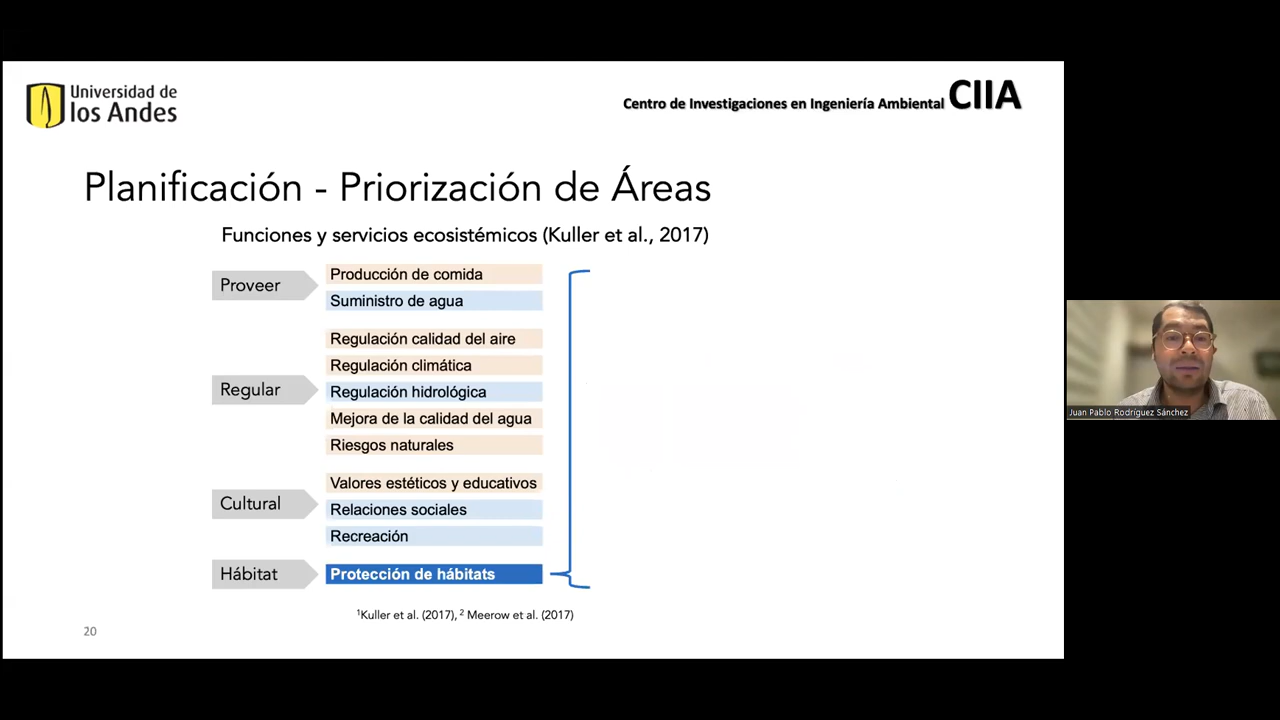 Universidad de
los Andes
Centro de Investigaciones en Ingeniería Ambiental CIIA
Planificación - Priorización de Áreas
Funciones y servicios ecosistémicos (Kuller et al., 2017)
Proveer
Producción de comida
Suministro de agua
Regular
Regulación calidad del aire
Regulación climática
Regulación hidrológica
Mejora de la calidad del agua
Riesgos naturales
Cultural
Valores estéticos y educativos
Relaciones sociales
Recreación
Hábitat
Protección de hábitats
¹Kuller et al. (2017), ² Meerow et al. (2017)
20
Juan Pablo Rodríguez Sánchez